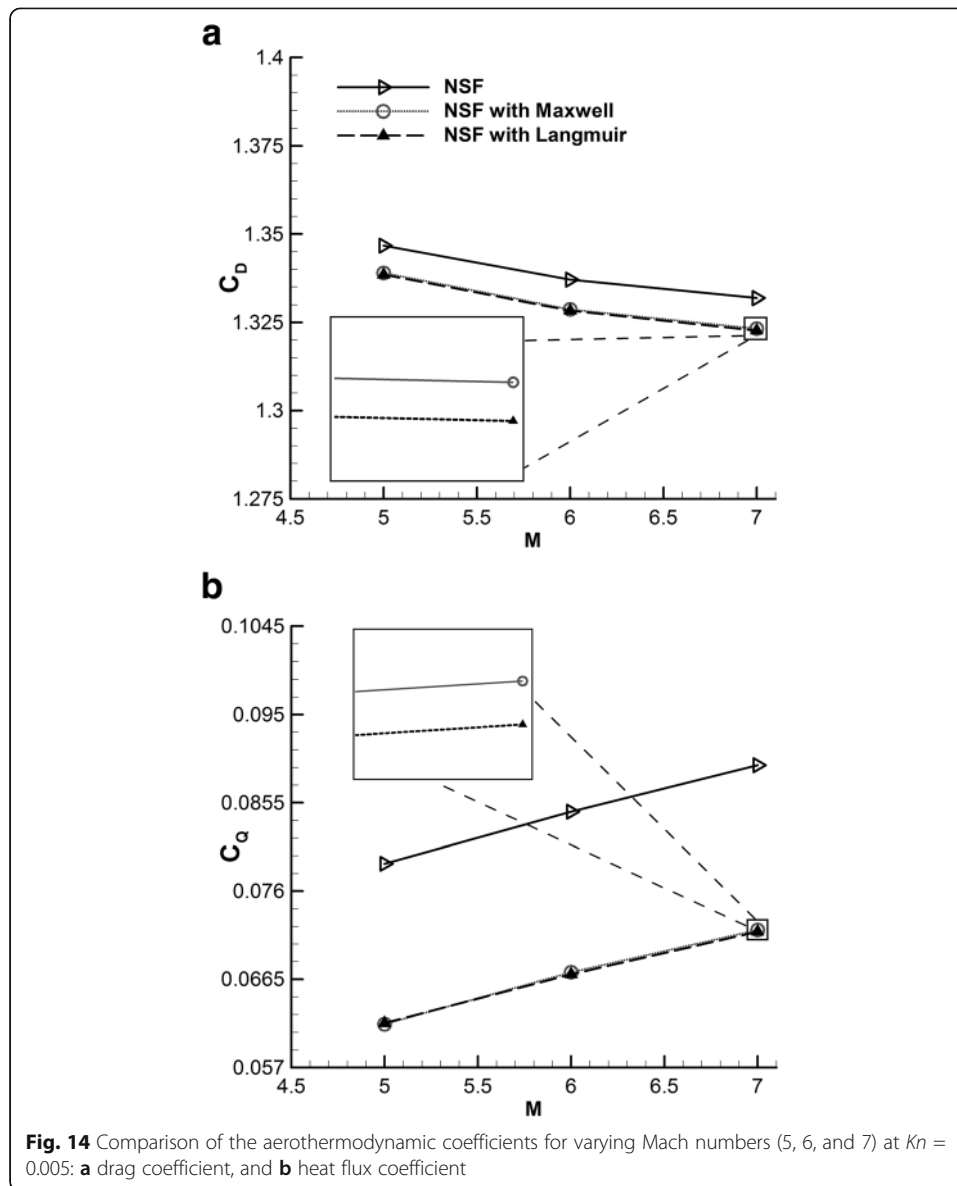 a
1.4
NSF
NSF with Maxwell
NSF with Langmuir
1.375
1.35
C_D
1.325
1.3
1.275
4.5 5 5.5 6 6.5 7
M
b
0.1045
0.095
0.0855
C_Q
0.076
0.0665
0.057
4.5 5 5.5 6 6.5 7
M
Fig. 14 Comparison of the aerothermodynamic coefficients for varying Mach numbers (5, 6, and 7) at Kn =
0.005: a drag coefficient, and b heat flux coefficient